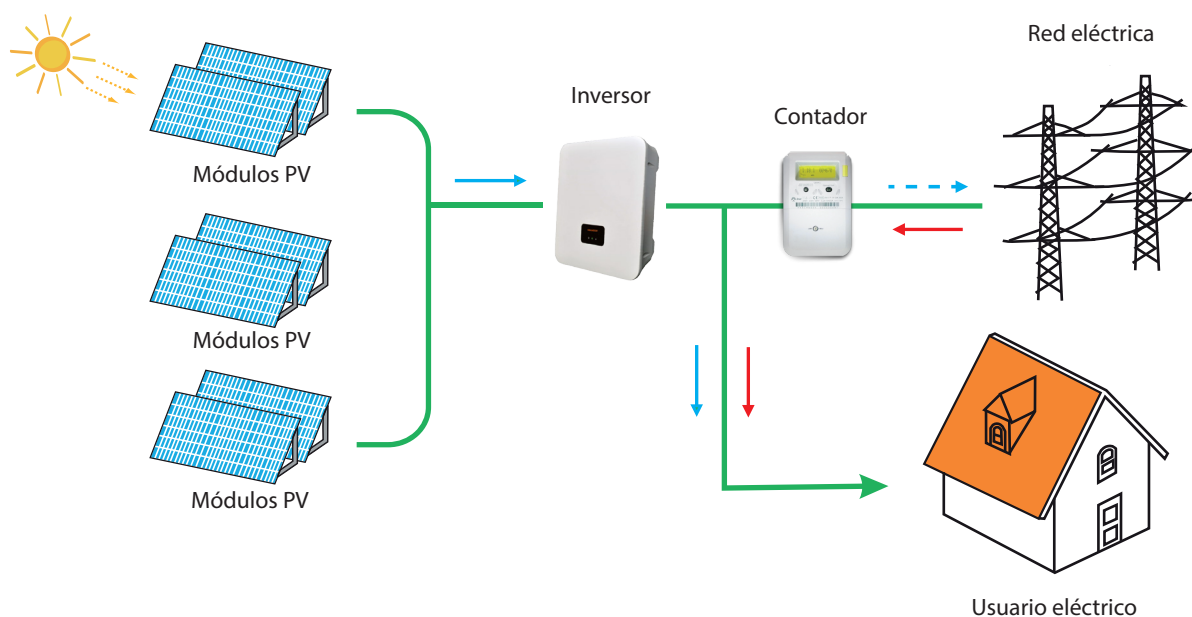 Red eléctrica
Inversor
Contador
Módulos PV
Módulos PV
Módulos PV
Usuario eléctrico